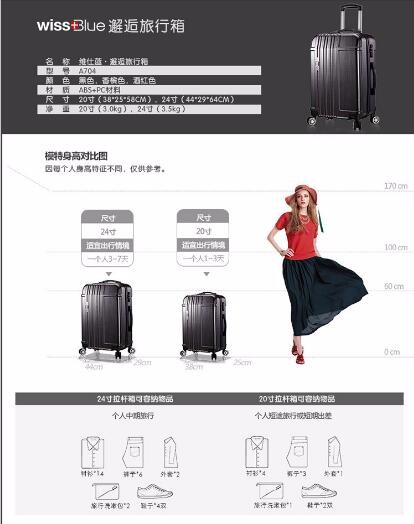 wissBlue 邂逅旅行箱
名 称 维仕蓝·邂逅旅行箱
型 号 A704
颜 色 黑色，香槟色，酒红色
材 质 ABS+PC材料
尺 寸 20寸（38*25*58CM），24寸（44*29*64CM）
净 重 20寸（3.0kg），24寸（3.5kg）
模特身高对比图
因每个人身高特征不同，仅供参考。
170 cm
100 cm
60 cm
0 cm
尺寸
24寸
适宜出行情境
一个人3~7天
尺寸
20寸
适宜出行情境
一个人1~3天
44cm
29cm
38cm
25cm
24寸拉杆箱可容纳物品
20寸拉杆箱可容纳物品
个人中期旅行
个人短途旅行或短期出差
衬衫*14
裤子*6
外套*2
旅行洗漱包*2
鞋子*4双
衬衫*4
裤子*3
外套*1
旅行洗漱包*1
鞋子*2双